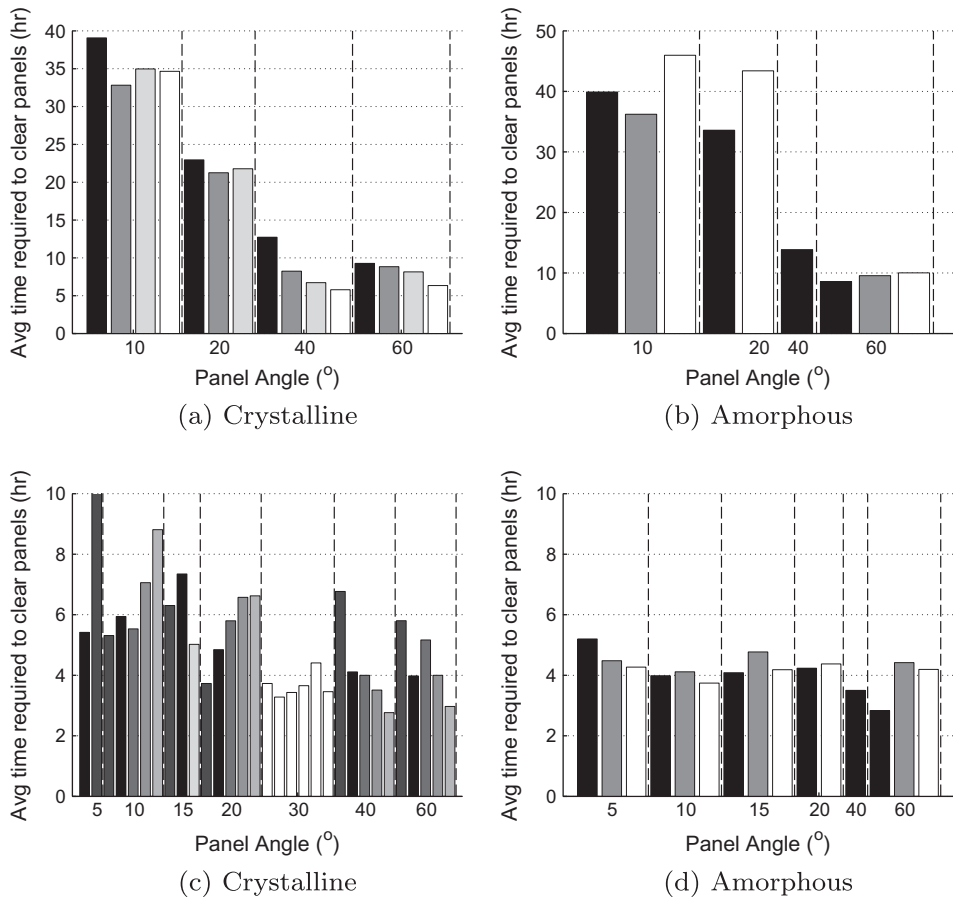 Avg time required to clear panels (hr)
40
35
30
25
20
15
10
5
0
10 20 40 60
Panel Angle (o)
(a) Crystalline
Avg time required to clear panels (hr)
50
40
30
20
10
0
10 20 40 60
Panel Angle (o)
(b) Amorphous
Avg time required to clear panels (hr)
10
8
6
4
2
0
5 10 15 20 30 40 60
Panel Angle (o)
(c) Crystalline
Avg time required to clear panels (hr)
10
8
6
4
2
0
5 10 15 20 40 60
Panel Angle (o)
(d) Amorphous